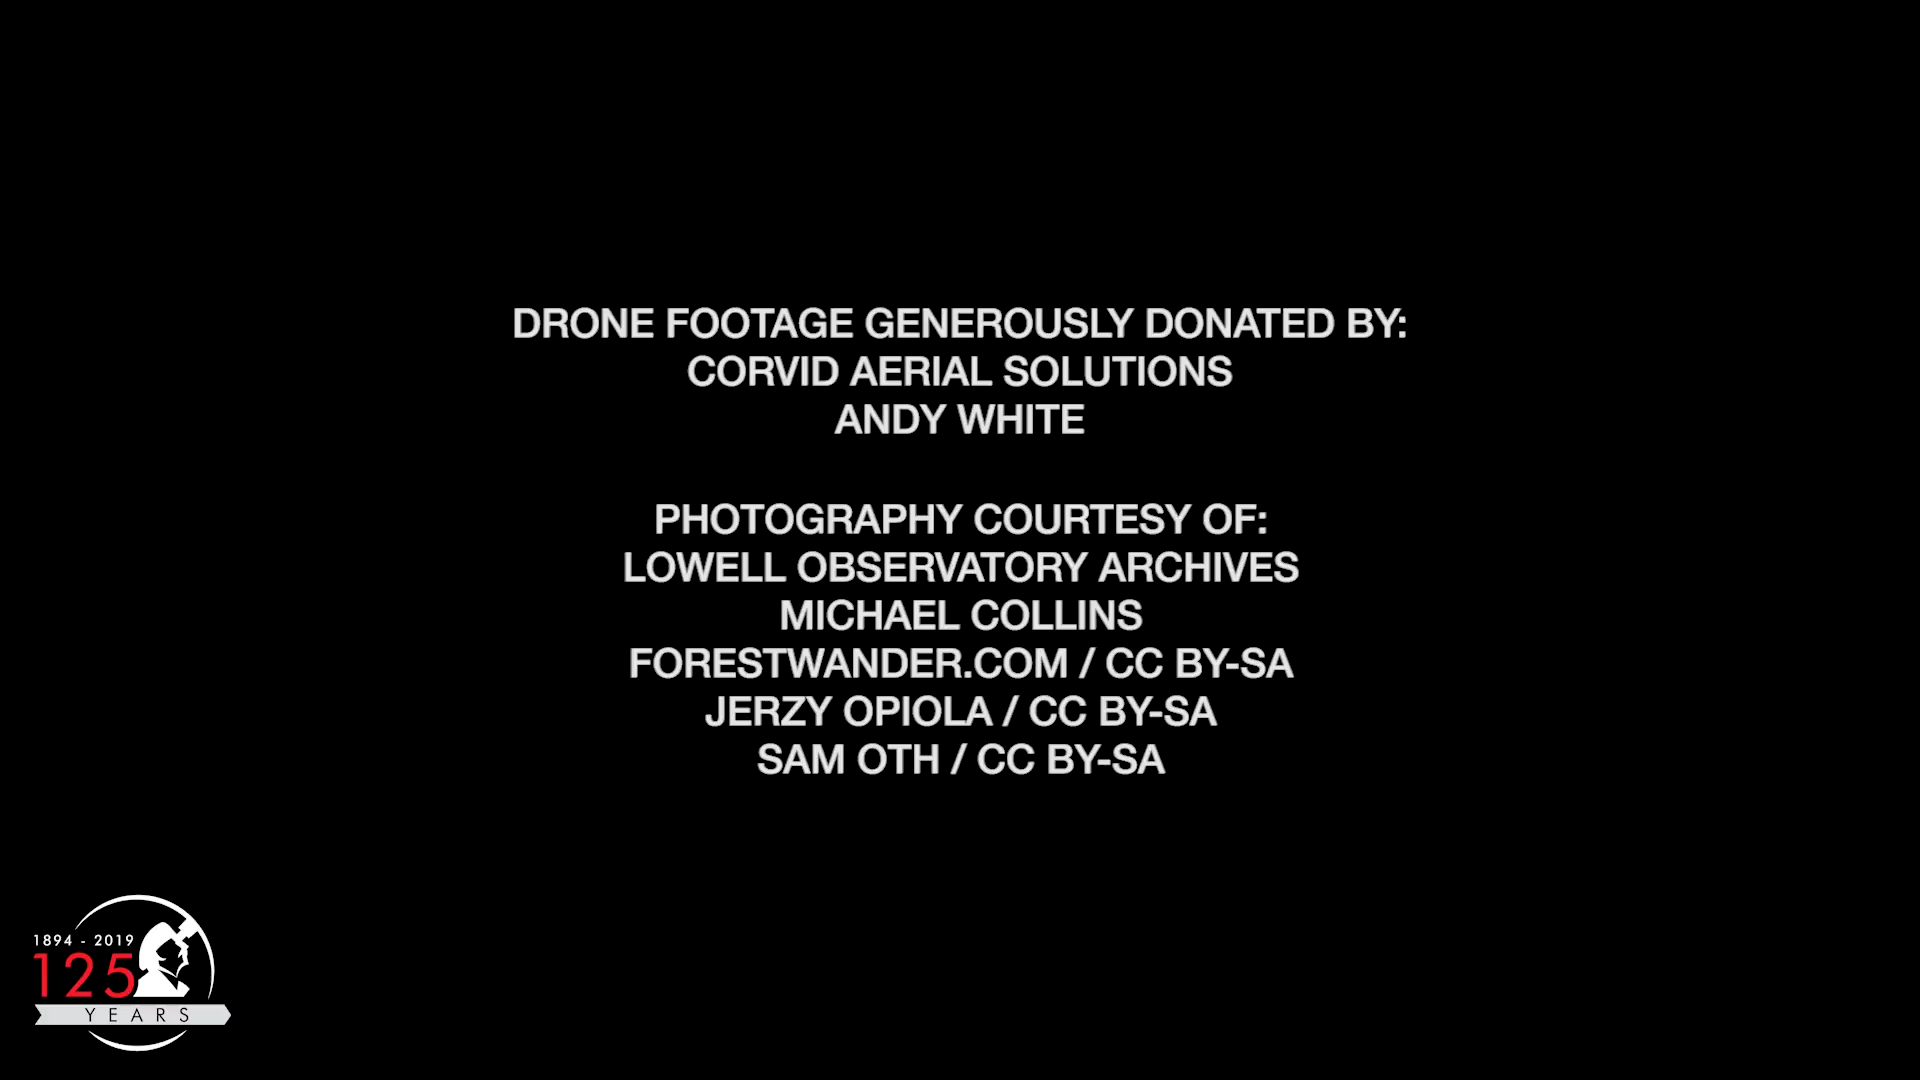 DRONE FOOTAGE GENEROUSLY DONATED BY:
CORVID AERIAL SOLUTIONS
ANDY WHITE
PHOTOGRAPHY COURTESY OF:
LOWELL OBSERVATORY ARCHIVES
MICHAEL COLLINS
FORESTWANDER.COM / CC BY-SA
JERZY OPIOLA / CC BY-SA
SAM OTH / CC BY-SA
1894 - 2019
125
YEARS